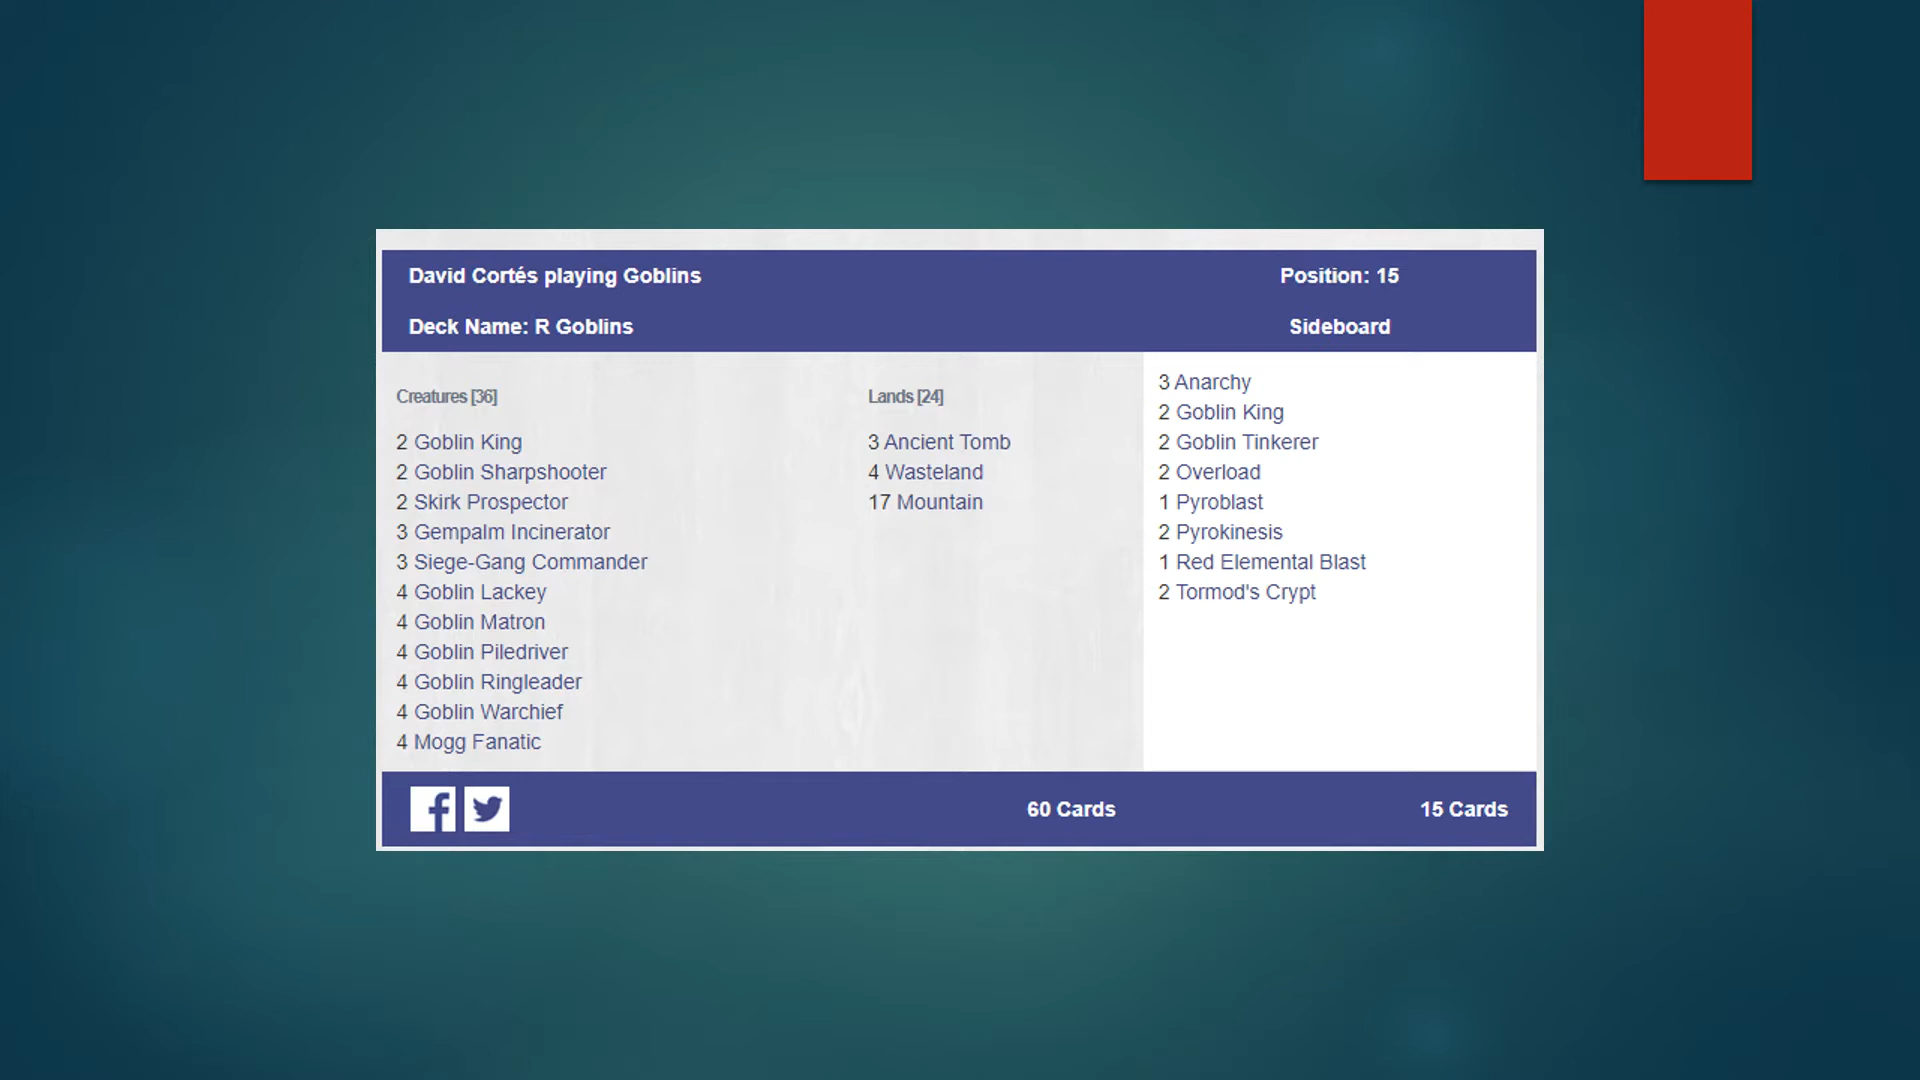 David Cortés playing Goblins
Position: 15
Deck Name: R Goblins
Sideboard
Creatures [36]
2 Goblin King
2 Goblin Sharpshooter
2 Skirk Prospector
3 Gempalm Incinerator
3 Siege-Gang Commander
4 Goblin Lackey
4 Goblin Matron
4 Goblin Piledriver
4 Goblin Ringleader
4 Goblin Warchief
4 Mogg Fanatic
Lands [24]
3 Ancient Tomb
4 Wasteland
17 Mountain
3 Anarchy
2 Goblin King
2 Goblin Tinkerer
2 Overload
1 Pyroblast
2 Pyrokinesis
1 Red Elemental Blast
2 Tormod's Crypt
60 Cards
15 Cards